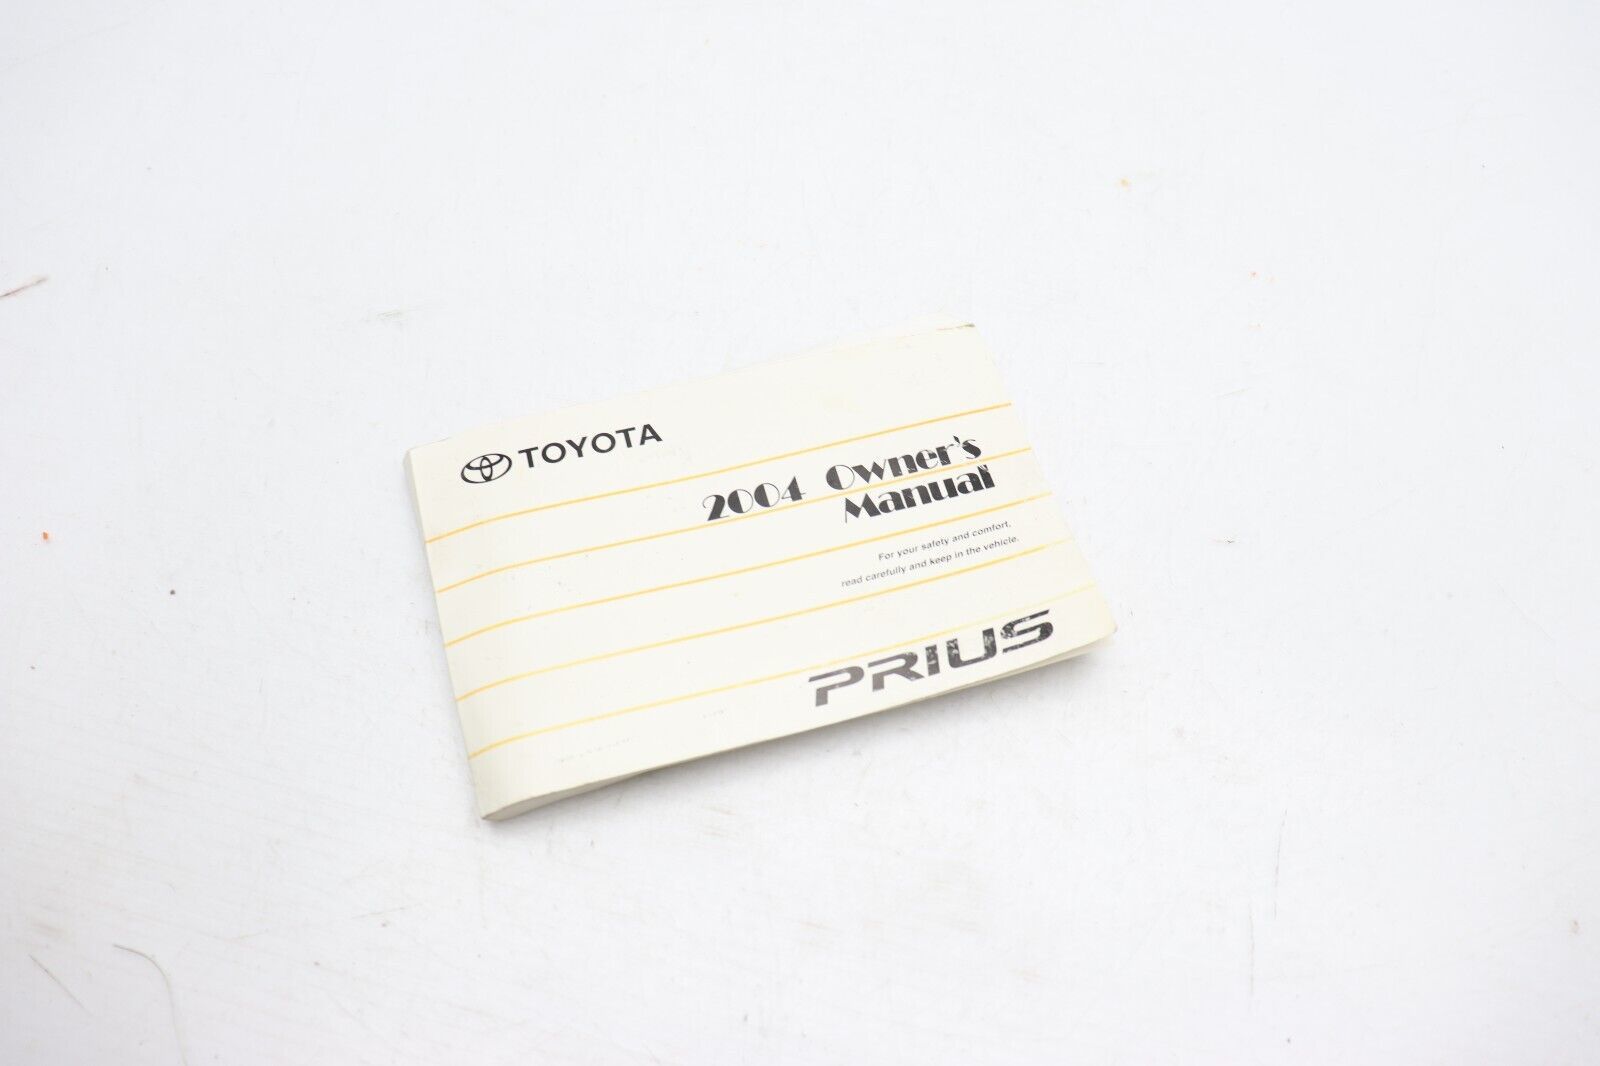 TOYOTA
2004 Owner's
Manual
For your safety and comfort,
read carefully and keep in the vehicle.
PRIUS